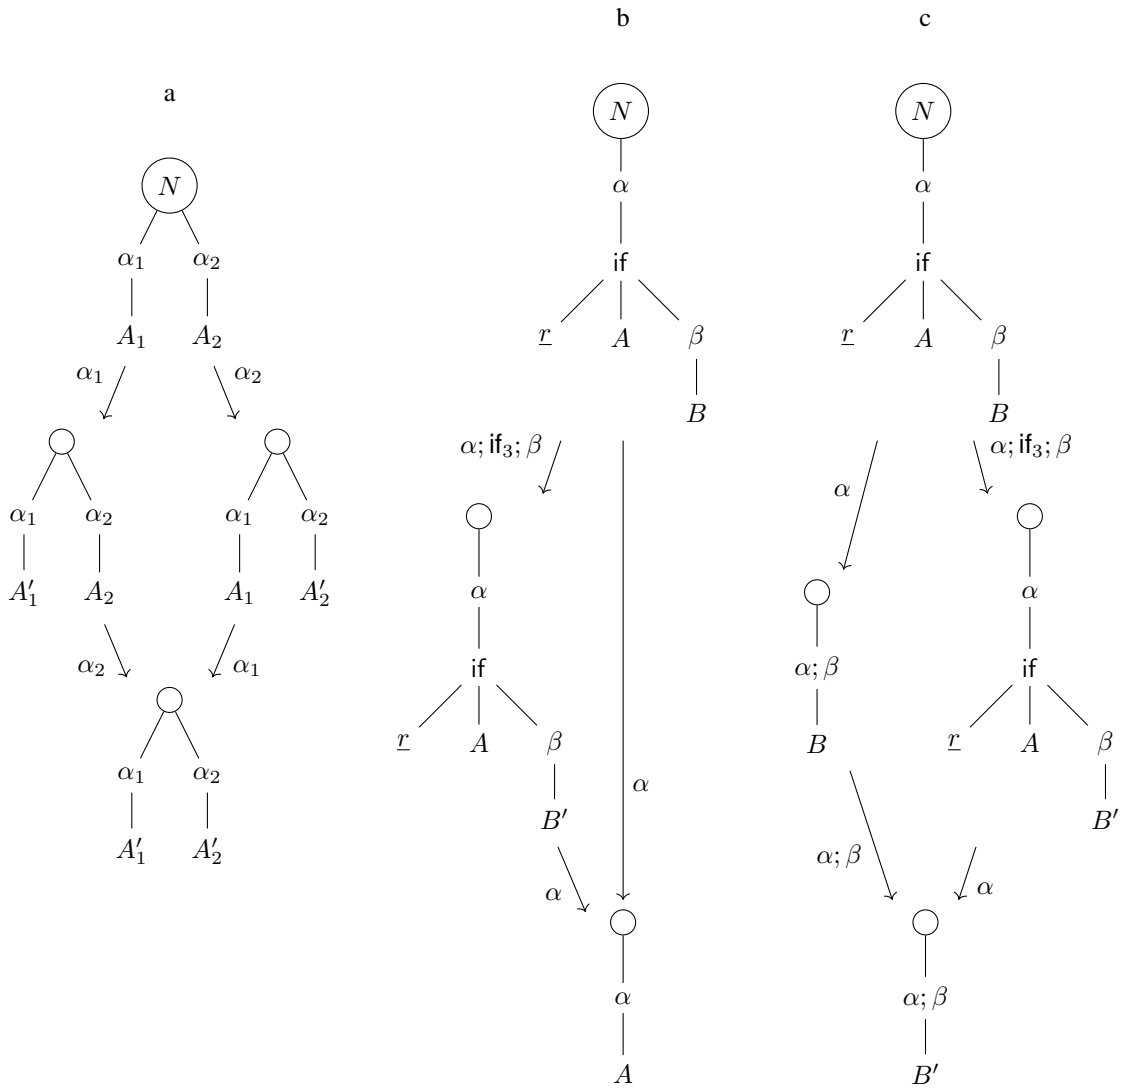 a
N
α₁ α₂
A₁ A₂
α₁ α₂
α₁ α₂ α₁ α₂
A′₁ A₂ A₁ A′₂
α₂ α₁
α₁ α₂
A′₁ A′₂
b
N
α
if
r A β
B
α; if₃; β
α
if
r A β
B′
α
α
α
A
c
N
α
if
r A β
B
α α; if₃; β
α
if
α; β
r A β
B
B′
α; β α
α; β
B′